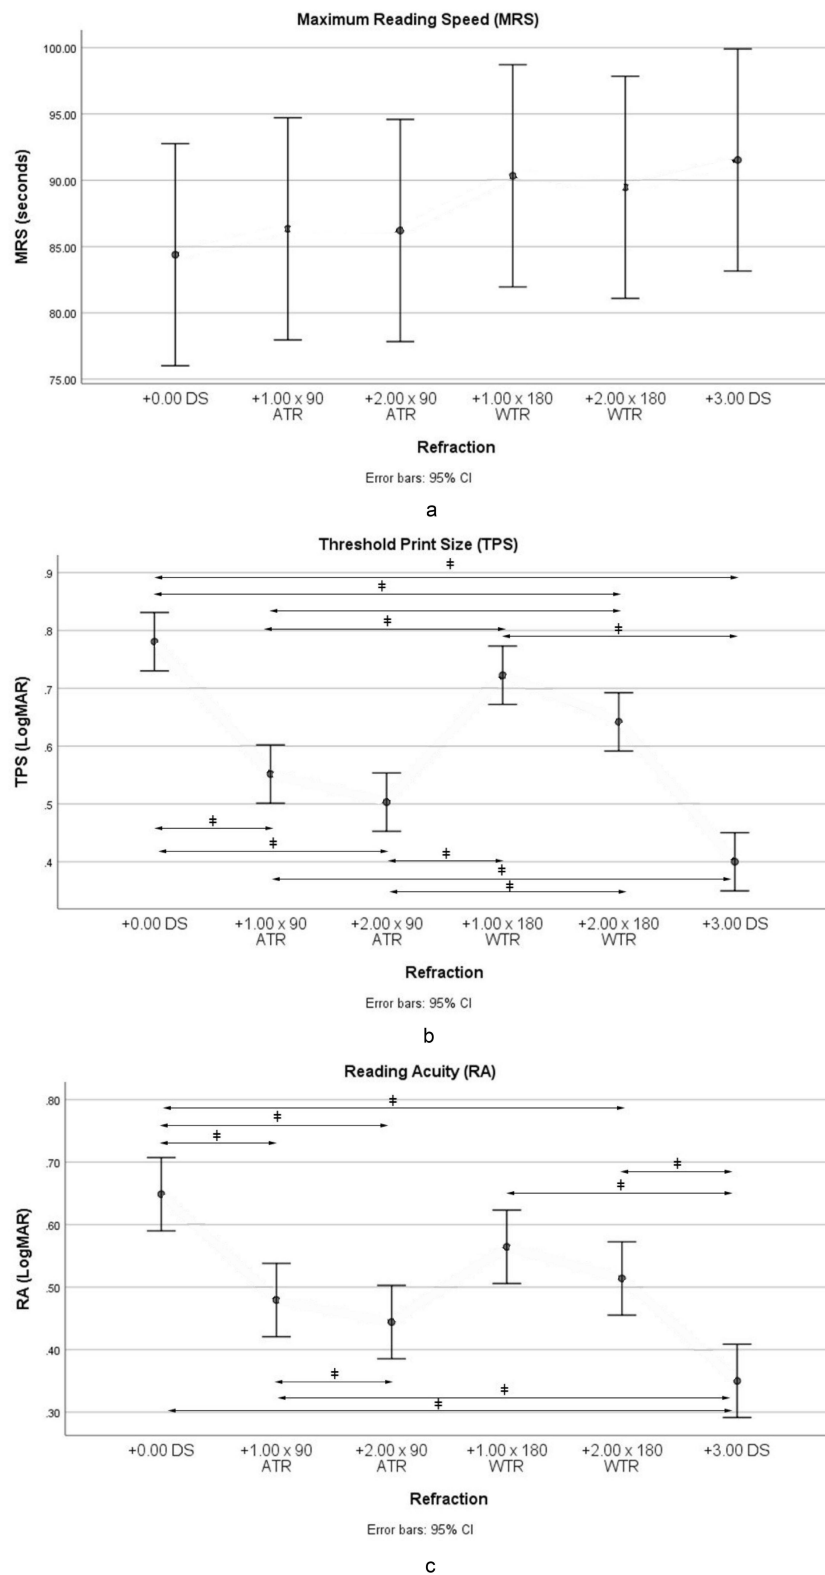 Maximum Reading Speed (MRS)
100.00
95.00
90.00
85.00
80.00
75.00
MRS (seconds)
+0.00 DS
+1.00 x 90 ATR
+2.00 x 90 ATR
+1.00 x 180 WTR
+2.00 x 180 WTR
+3.00 DS
Refraction
Error bars: 95% CI
a
Threshold Print Size (TPS)
.9
.8
.7
.6
.5
.4
TPS (LogMAR)
ǂ
ǂ
ǂ
ǂ
ǂ
ǂ
ǂ
ǂ
ǂ
+0.00 DS
+1.00 x 90 ATR
+2.00 x 90 ATR
+1.00 x 180 WTR
+2.00 x 180 WTR
+3.00 DS
Refraction
Error bars: 95% CI
b
Reading Acuity (RA)
.80
.70
.60
.50
.40
.30
RA (LogMAR)
ǂ
ǂ
ǂ
ǂ
ǂ
ǂ
ǂ
ǂ
+0.00 DS
+1.00 x 90 ATR
+2.00 x 90 ATR
+1.00 x 180 WTR
+2.00 x 180 WTR
+3.00 DS
Refraction
Error bars: 95% CI
c